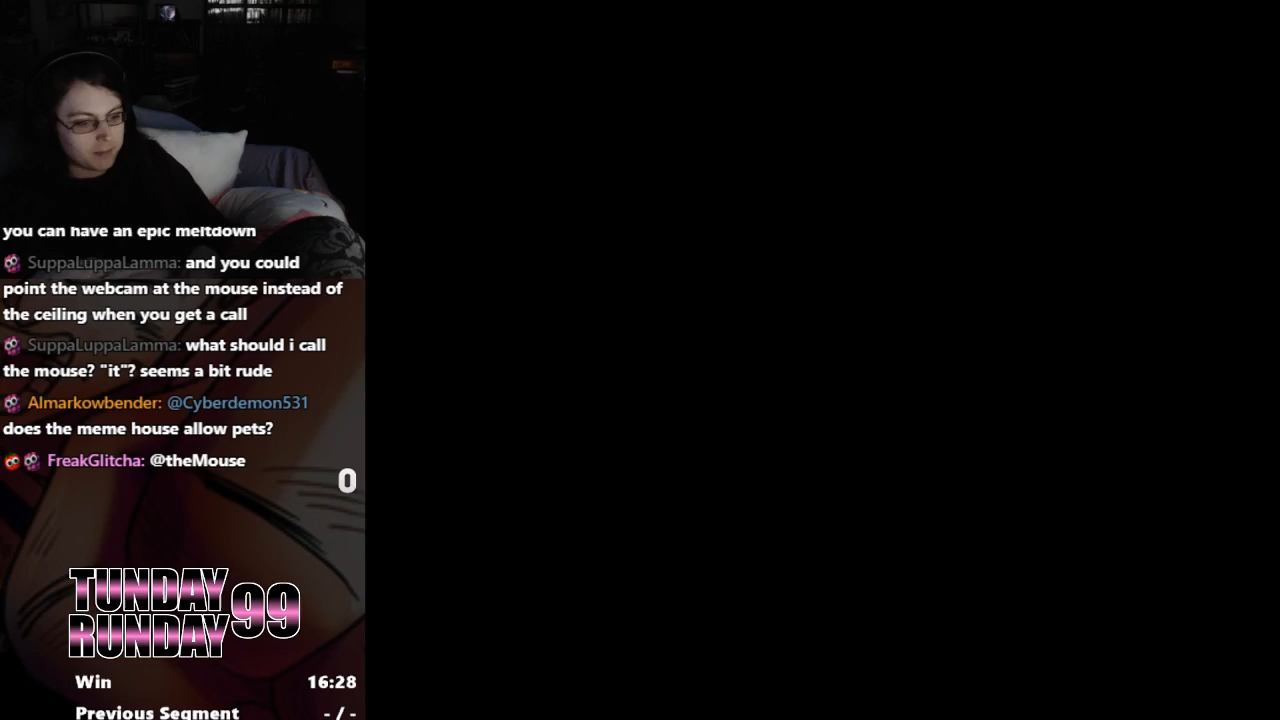 you can have an epic meltdown
SuppaLuppaLamma: and you could
point the webcam at the mouse instead of
the ceiling when you get a call
SuppaLuppaLamma: what should i call
the mouse? "it"? seems a bit rude
Almarkowbender: @Cyberdemon531
does the meme house allow pets?
FreakGlitcha: @theMouse
0
TUNDAY
RUNDAY 99
Win 16:28
Previous Segment - / -